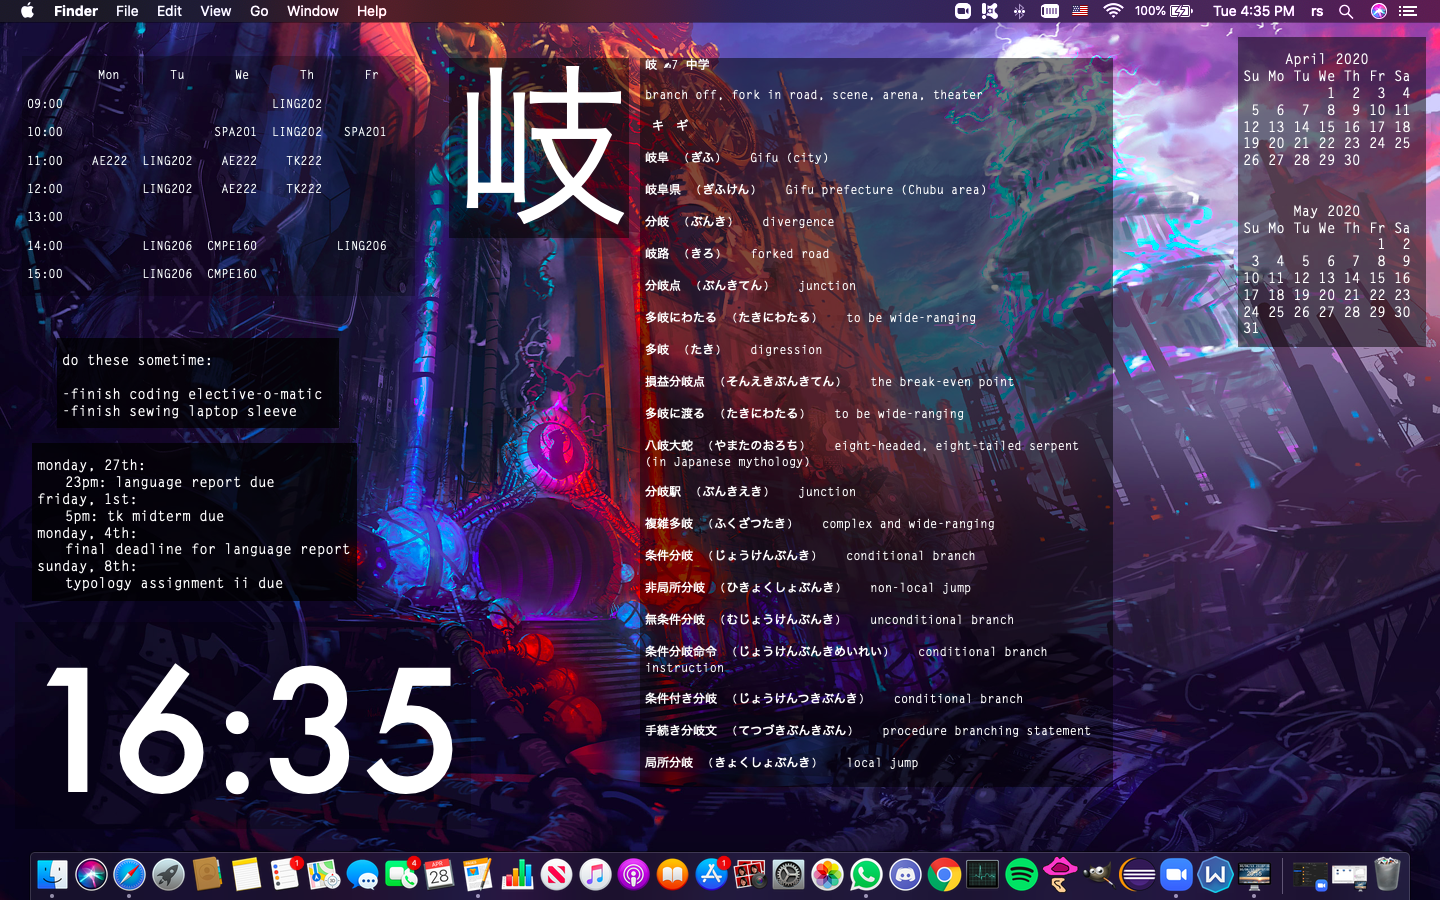 Finder File Edit View Go Window Help
100% Tue 4:35 PM rs
Mon Tu We Th Fr
09:00 LING202
10:00 SPA201 LING202 SPA201
11:00 AE222 LING202 AE222 TK222
12:00 LING202 AE222 TK222
13:00
14:00 LING206 CMPE160 LING206
15:00 LING206 CMPE160
do these sometime:
-finish coding elective-o-matic
-finish sewing laptop sleeve
monday, 27th:
23pm: language report due
friday, 1st:
5pm: tk midterm due
monday, 4th:
final deadline for language report
sunday, 8th:
typology assignment ii due
16:35
岐
岐 ✍7 中学
branch off, fork in road, scene, arena, theater
キ ギ
岐阜 （ぎふ） Gifu (city)
岐阜県 （ぎふけん） Gifu prefecture (Chubu area)
分岐 （ぶんき） divergence
岐路 （きろ） forked road
分岐点 （ぶんきてん） junction
多岐にわたる （たきにわたる） to be wide-ranging
多岐 （たき） digression
損益分岐点 （そんえきぶんきてん） the break-even point
多岐に渡る （たきにわたる） to be wide-ranging
八岐大蛇 （やまたのおろち） eight-headed, eight-tailed serpent
(in Japanese mythology)
分岐駅 （ぶんきえき） junction
複雑多岐 （ふくざつたき） complex and wide-ranging
条件分岐 （じょうけんぶんき） conditional branch
非局所分岐 （ひきょくしょぶんき） non-local jump
無条件分岐 （むじょうけんぶんき） unconditional branch
条件分岐命令 （じょうけんぶんきめいれい） conditional branch
instruction
条件付き分岐 （じょうけんつきぶんき） conditional branch
手続き分岐文 （てつづきぶんきぶん） procedure branching statement
局所分岐 （きょくしょぶんき） local jump
April 2020
Su Mo Tu We Th Fr Sa
1 2 3 4
5 6 7 8 9 10 11
12 13 14 15 16 17 18
19 20 21 22 23 24 25
26 27 28 29 30
May 2020
Su Mo Tu We Th Fr Sa
1 2
3 4 5 6 7 8 9
10 11 12 13 14 15 16
17 18 19 20 21 22 23
24 25 26 27 28 29 30
31
1 4 APR 28 1